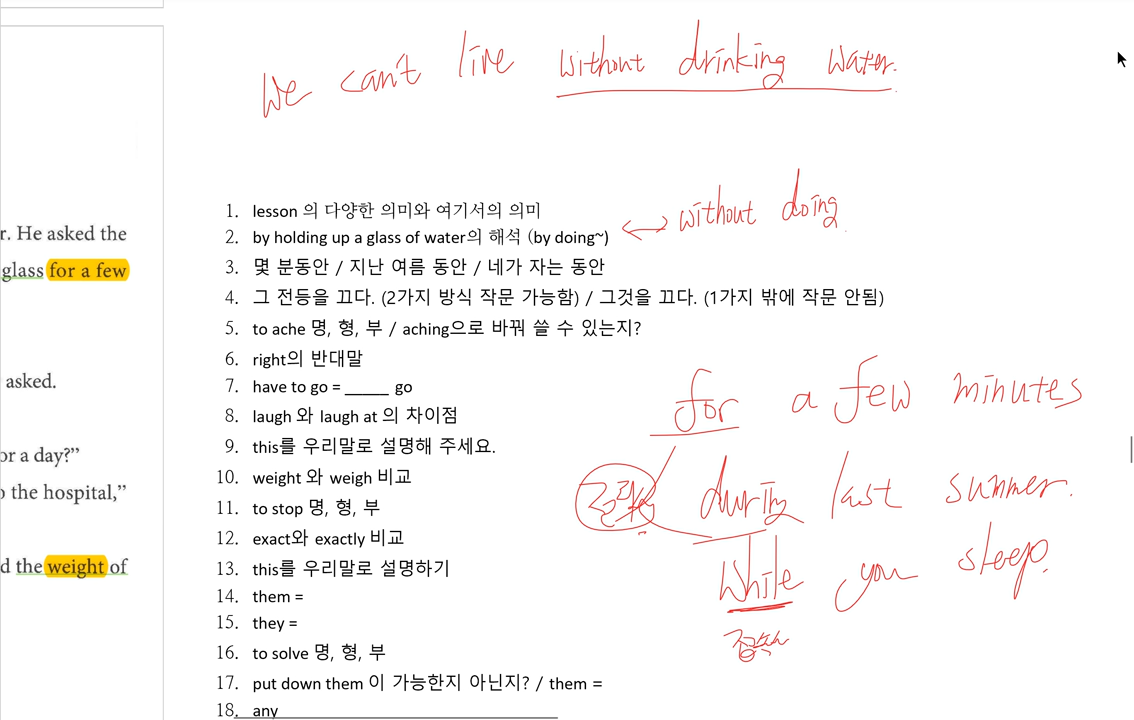 We can't live without drinking water.
r. He asked the
glass for a few
asked.
or a day?”
o the hospital,”
d the weight of
1. lesson 의 다양한 의미와 여기서의 의미
2. by holding up a glass of water의 해석 (by doing~)
without doing
3. 몇 분동안 / 지난 여름 동안 / 네가 자는 동안
4. 그 전등을 끄다. (2가지 방식 작문 가능함) / 그것을 끄다. (1가지 밖에 작문 안됨)
5. to ache 명, 형, 부 / aching으로 바꿔 쓸 수 있는지?
6. right의 반대말
7. have to go = _____ go
8. laugh 와 laugh at 의 차이점
9. this를 우리말로 설명해 주세요.
10. weight 와 weigh 비교
11. to stop 명, 형, 부
12. exact와 exactly 비교
13. this를 우리말로 설명하기
14. them =
15. they =
16. to solve 명, 형, 부
17. put down them 이 가능한지 아닌지? / them =
18. any
for a few minutes
during last summer.
while you sleep.